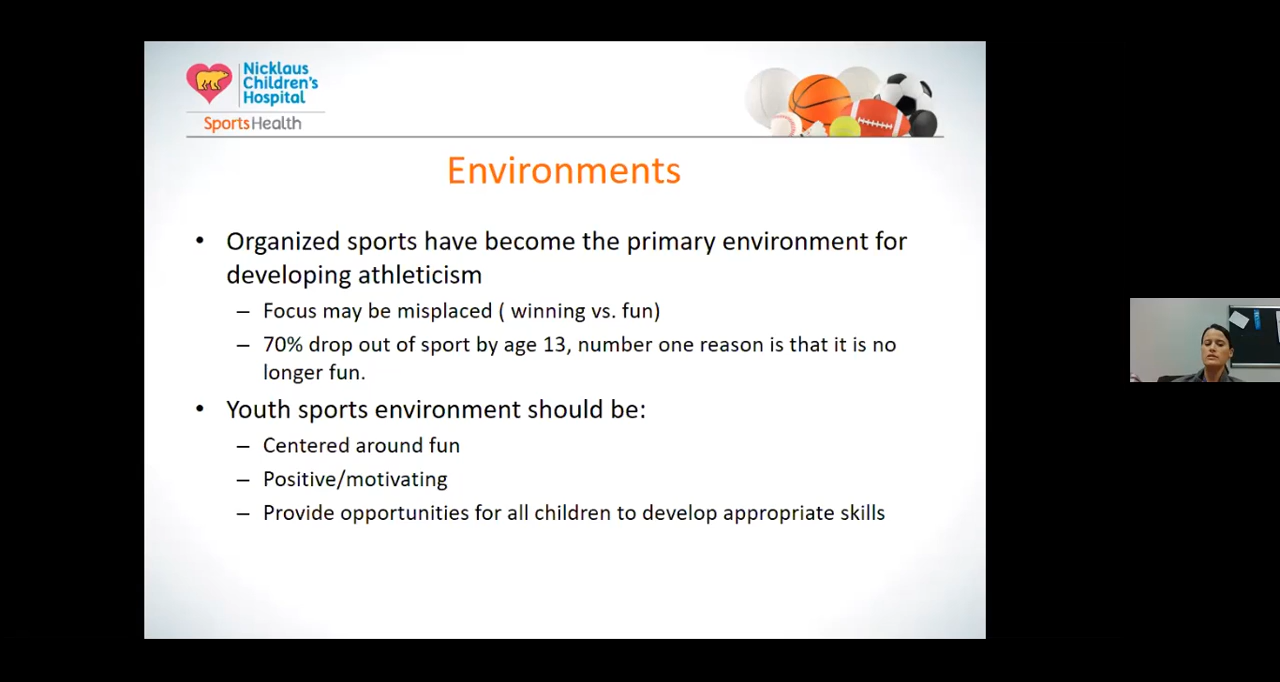 Nicklaus
Children's
Hospital
SportsHealth
Environments
• Organized sports have become the primary environment for
developing athleticism
– Focus may be misplaced ( winning vs. fun)
– 70% drop out of sport by age 13, number one reason is that it is no
longer fun.
• Youth sports environment should be:
– Centered around fun
– Positive/motivating
– Provide opportunities for all children to develop appropriate skills